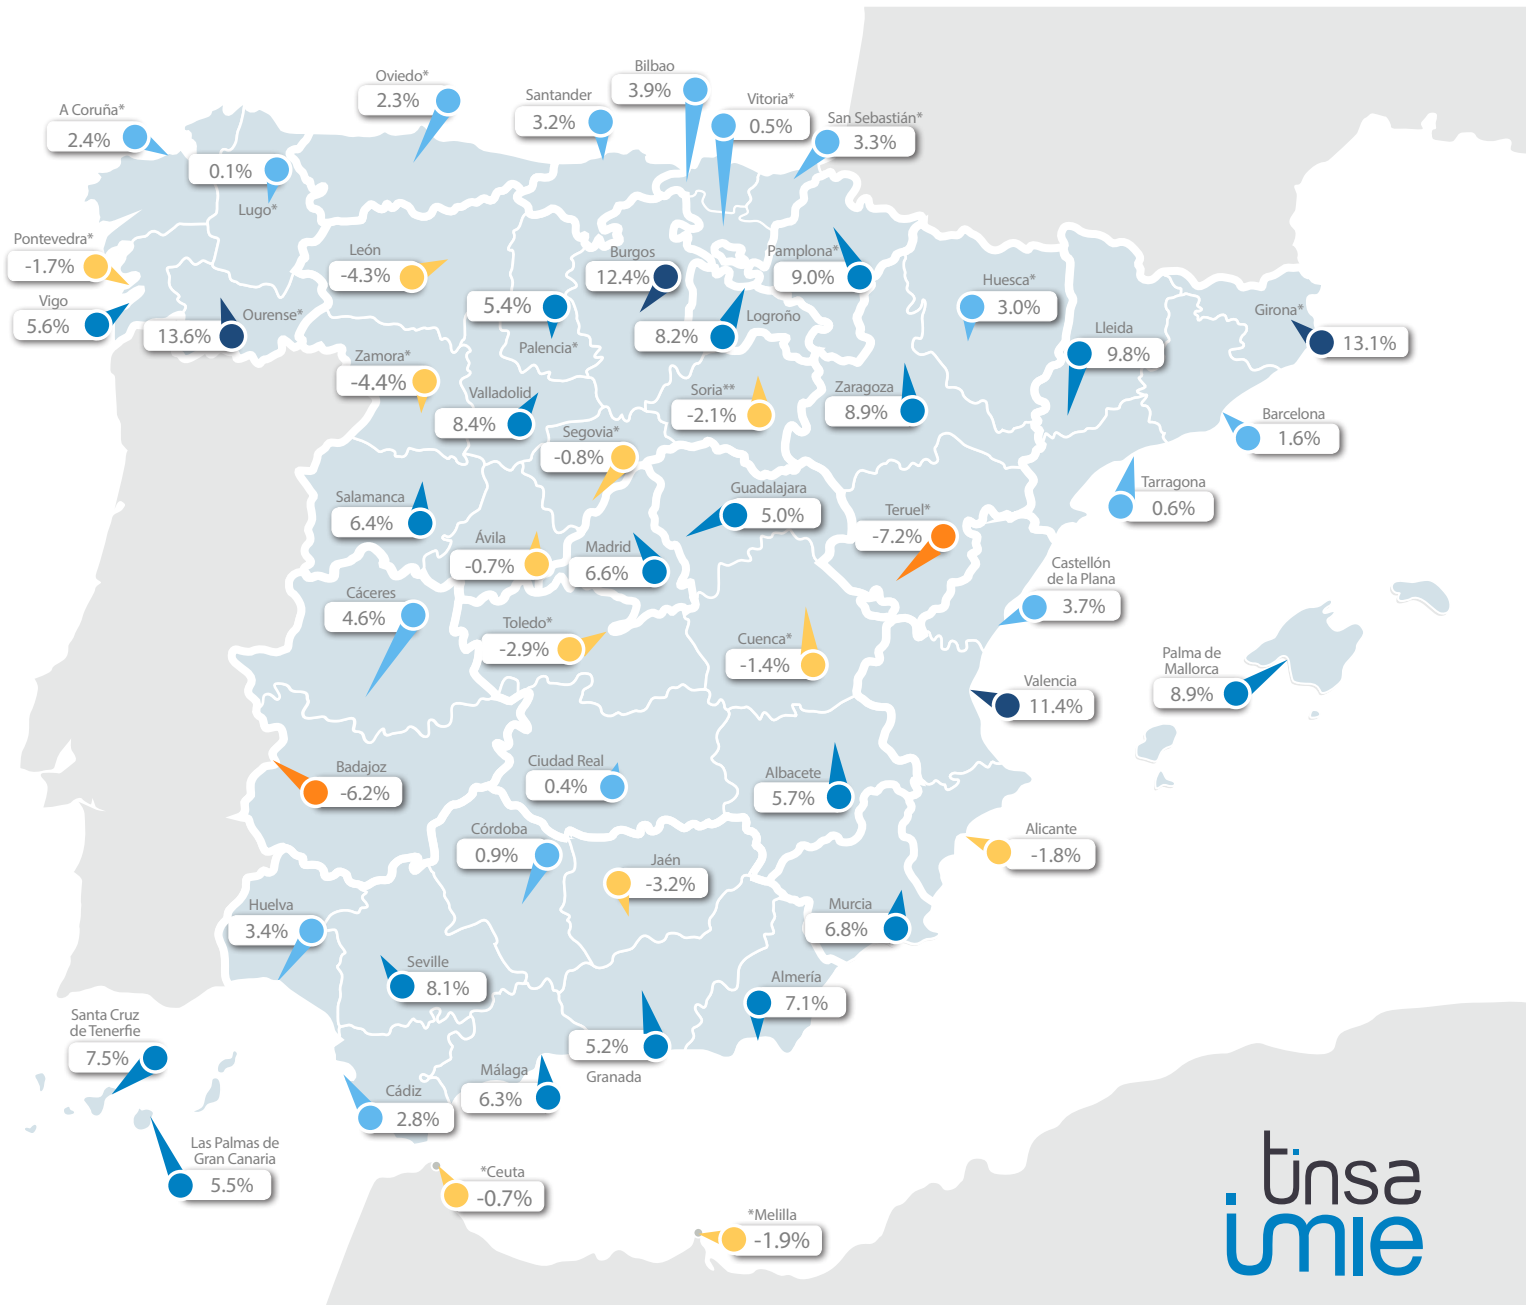 Bilbao
3.9%
Oviedo*
2.3%
Santander
3.2%
Vitoria*
0.5%
A Coruña*
2.4%
San Sebastián*
3.3%
0.1%
Lugo*
Pontevedra*
-1.7%
León
-4.3%
Burgos
12.4%
Pamplona*
9.0%
Huesca*
3.0%
Vigo
5.6%
Ourense*
13.6%
5.4%
Palencia*
Logroño
8.2%
Lleida
9.8%
Girona*
13.1%
Zamora*
-4.4%
Valladolid
8.4%
Soria**
-2.1%
Zaragoza
8.9%
Barcelona
1.6%
Segovia*
-0.8%
Salamanca
6.4%
Guadalajara
5.0%
Teruel*
-7.2%
Tarragona
0.6%
Ávila
-0.7%
Madrid
6.6%
Castellón
de la Plana
3.7%
Cáceres
4.6%
Toledo*
-2.9%
Cuenca*
-1.4%
Palma de
Mallorca
8.9%
Valencia
11.4%
Badajoz
-6.2%
Ciudad Real
0.4%
Albacete
5.7%
Córdoba
0.9%
Jaén
-3.2%
Alicante
-1.8%
Huelva
3.4%
Murcia
6.8%
Seville
8.1%
Almería
7.1%
Santa Cruz
de Tenerfie
7.5%
5.2%
Granada
Málaga
6.3%
Cádiz
2.8%
Las Palmas de
Gran Canaria
5.5%
*Ceuta
-0.7%
*Melilla
-1.9%
tinsa
imie